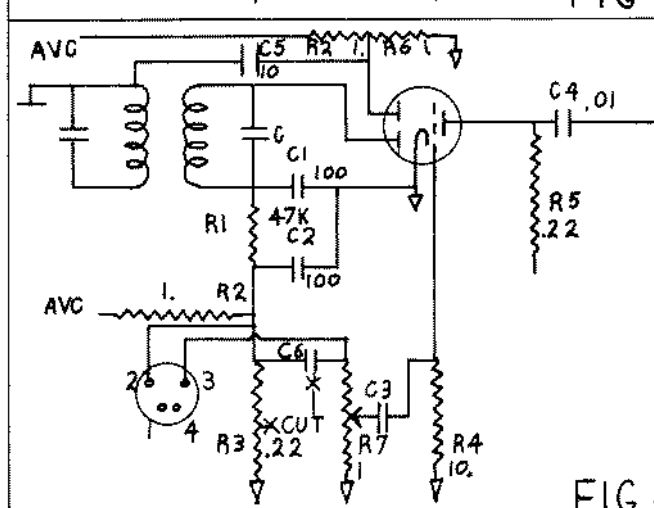 FIG
AVC
C5
R2
1.
R6
10
C4 .01
C
C1
100
47K
R1
C2
100
R5
.22
1.
R2
AVC
C6
2
3
C3
1
4
R3
CUT
.22
R7
1
R4
10.
FIG